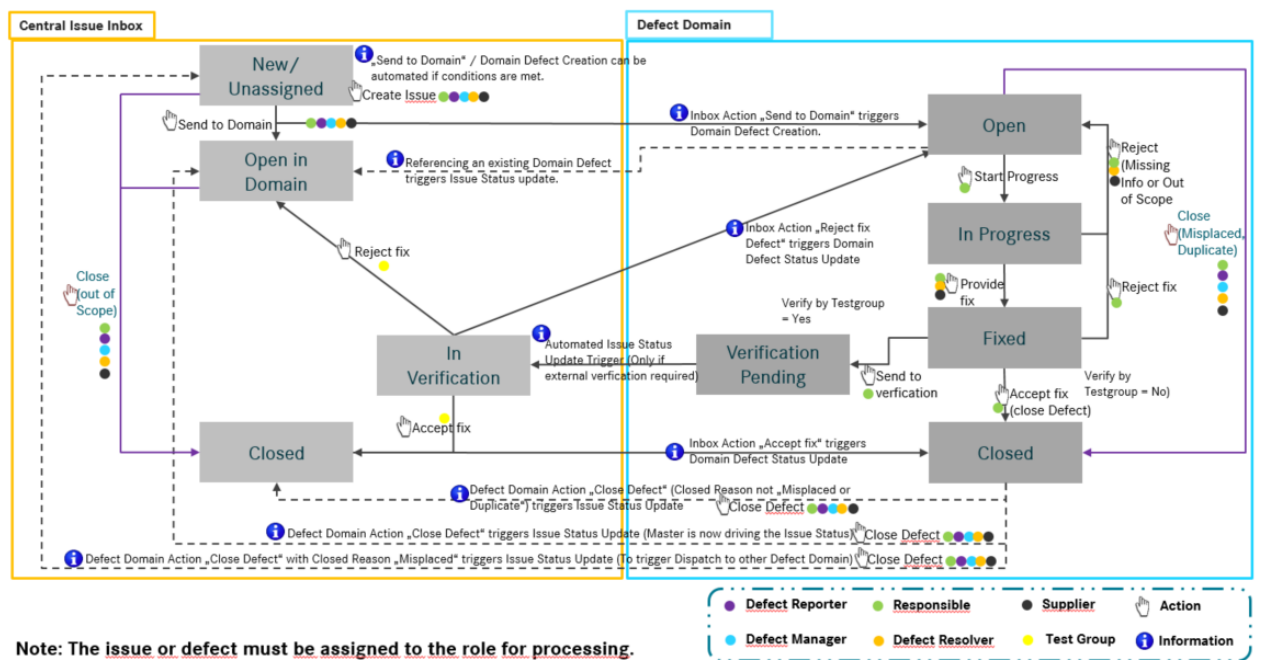 Central Issue Inbox
Defect Domain
New/
Unassigned
„Send to Domain“ / Domain Defect Creation can be
automated if conditions are met.
Create Issue
Send to Domain
Inbox Action „Send to Domain“ triggers
Domain Defect Creation.
Open
Open in
Domain
Referencing an existing Domain Defect
triggers Issue Status update.
Start Progress
Reject
(Missing
Info or Out
of Scope
Close
(Misplaced,
Duplicate)
Inbox Action „Reject fix
Defect“ triggers Domain
Defect Status Update
In Progress
Reject fix
Close
(out of
Scope)
Provide
fix
Reject fix
Verify by Testgroup
= Yes
Fixed
In
Verification
Automated Issue Status
Update Trigger (Only if
external verfication required)
Verification
Pending
Send to
verfication
Verify by
Testgroup = No)
Accept fix
(close Defect)
Accept fix
Closed
Inbox Action „Accept fix“ triggers
Domain Defect Status Update
Closed
Defect Domain Action „Close Defect“ (Closed Reason not „Misplaced or
Duplicate“) triggers Issue Status Update
Close Defect
Defect Domain Action „Close Defect“ triggers Issue Status Update (Master is now driving the Issue Status)
Close Defect
Defect Domain Action „Close Defect“ with Closed Reason „Misplaced“ triggers Issue Status Update (To trigger Dispatch to other Defect Domain)
Close Defect
Defect Reporter
Responsible
Supplier
Action
Defect Manager
Defect Resolver
Test Group
Information
Note: The issue or defect must be assigned to the role for processing.